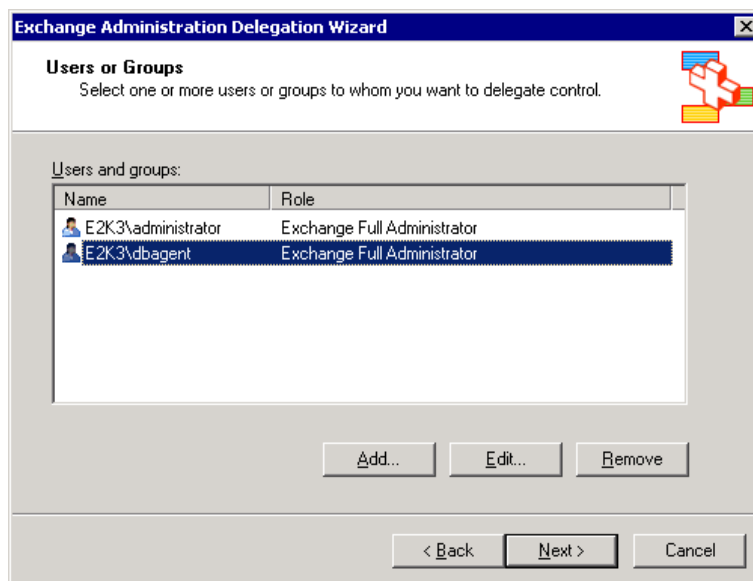 Exchange Administration Delegation Wizard
Users or Groups
Select one or more users or groups to whom you want to delegate control.
Users and groups:
Name Role
E2K3\administrator Exchange Full Administrator
E2K3\dbagent Exchange Full Administrator
Add... Edit... Remove
< Back Next > Cancel